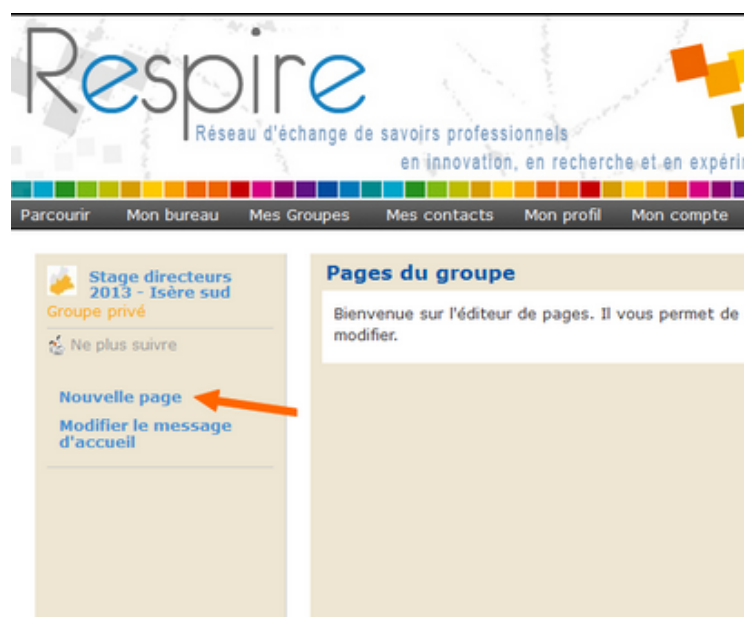 Respire
Réseau d'échange de savoirs professionnels
en innovation, en recherche et en expérim
Parcourir Mon bureau Mes Groupes Mes contacts Mon profil Mon compte
Stage directeurs
2013 - Isère sud
Groupe privé
Ne plus suivre
Nouvelle page
Modifier le message
d'accueil
Pages du groupe
Bienvenue sur l'éditeur de pages. Il vous permet de
modifier.